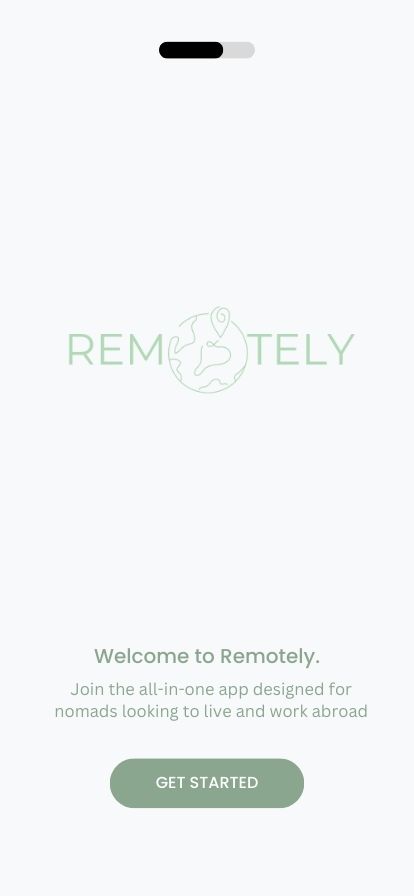 REMOTELY
Welcome to Remotely.
Join the all-in-one app designed for
nomads looking to live and work abroad
GET STARTED